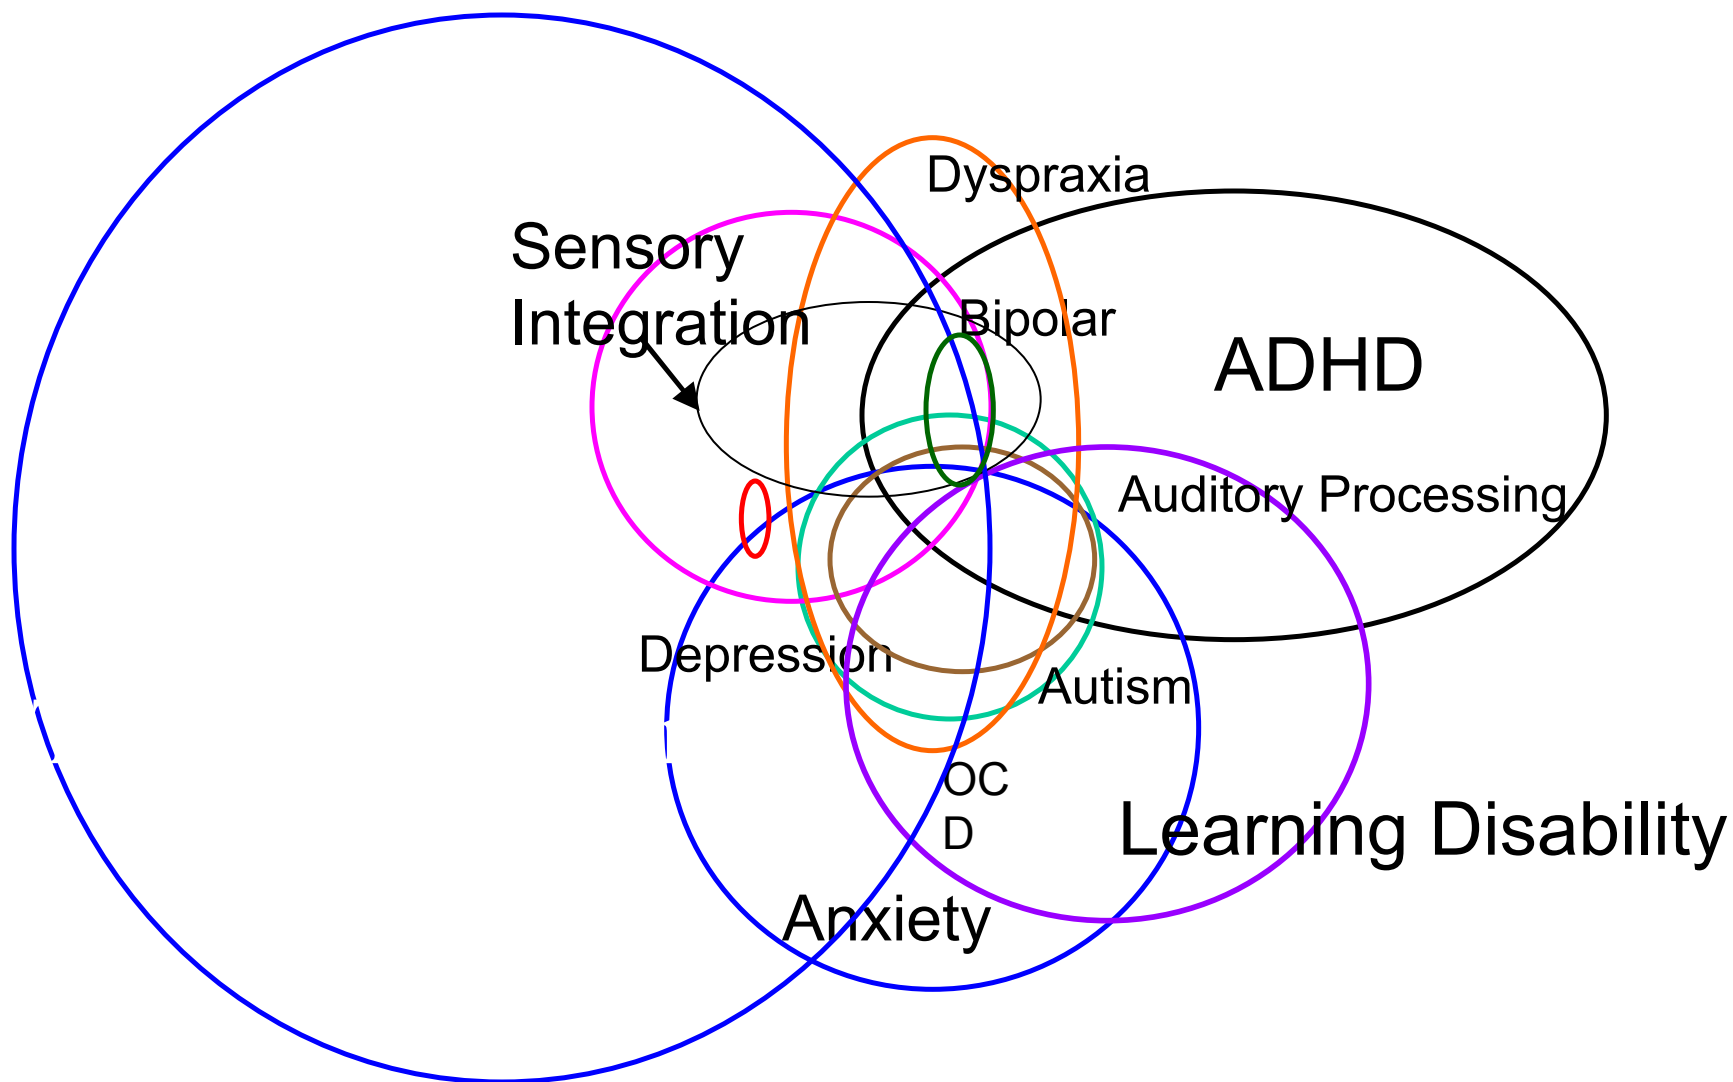 Dyspraxia
Sensory
Integration
Bipolar
ADHD
Auditory Processing
Depression
Autism
OC
D
Learning Disability
Anxiety